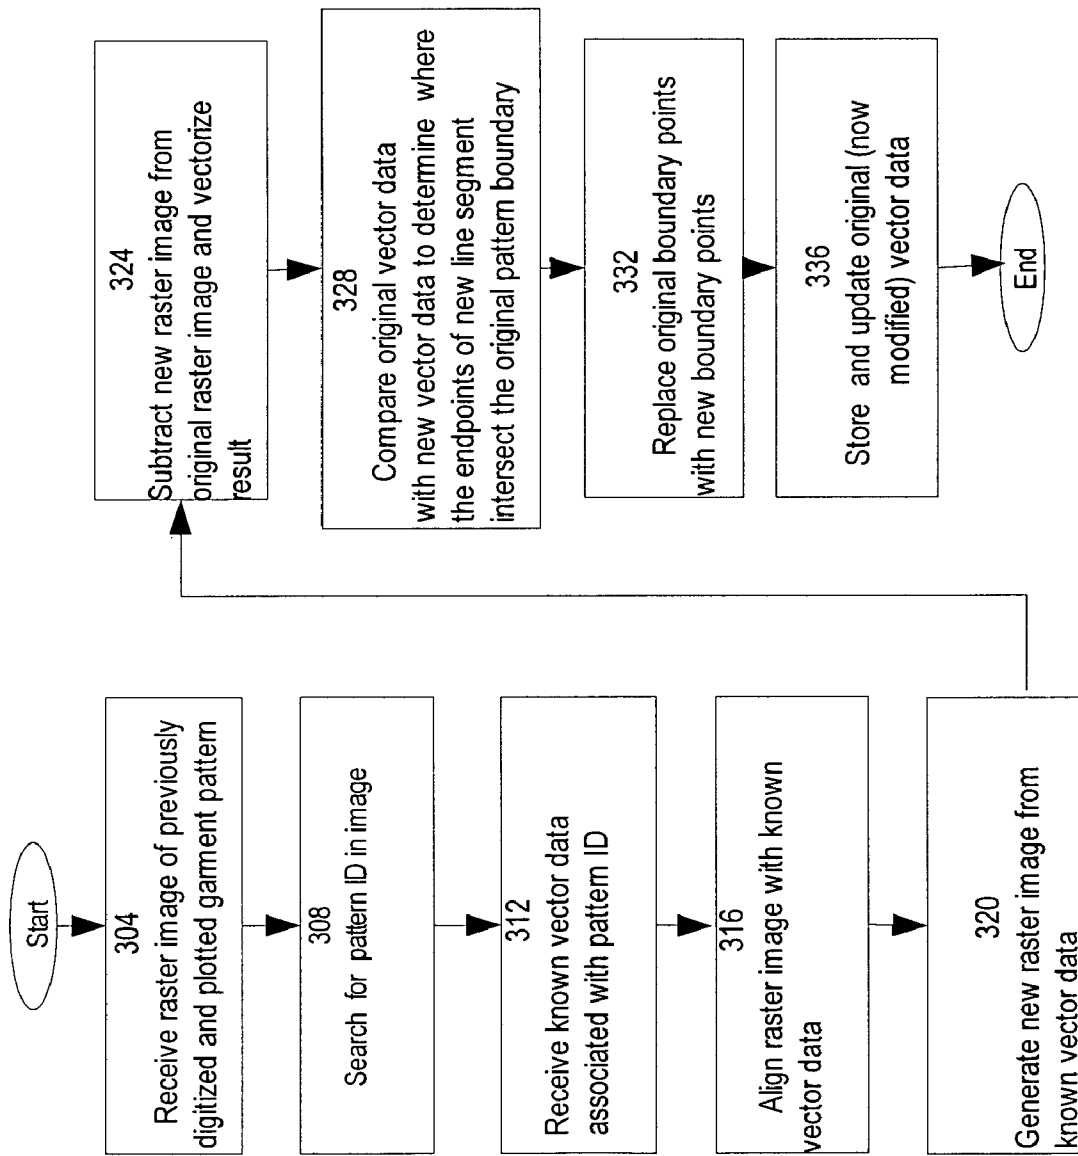 Start
304
Receive raster image of previously
digitized and plotted garment pattern
308
Search for pattern ID in image
312
Receive known vector data
associated with pattern ID
316
Align raster image with known
vector data
320
Generate new raster image from
known vector data
324
Subtract new raster image from
original raster image and vectorize
result
328
Compare original vector data
with new vector data to determine where
the endpoints of new line segment
intersect the original pattern boundary
332
Replace original boundary points
with new boundary points
336
Store and update original (now
modified) vector data
End